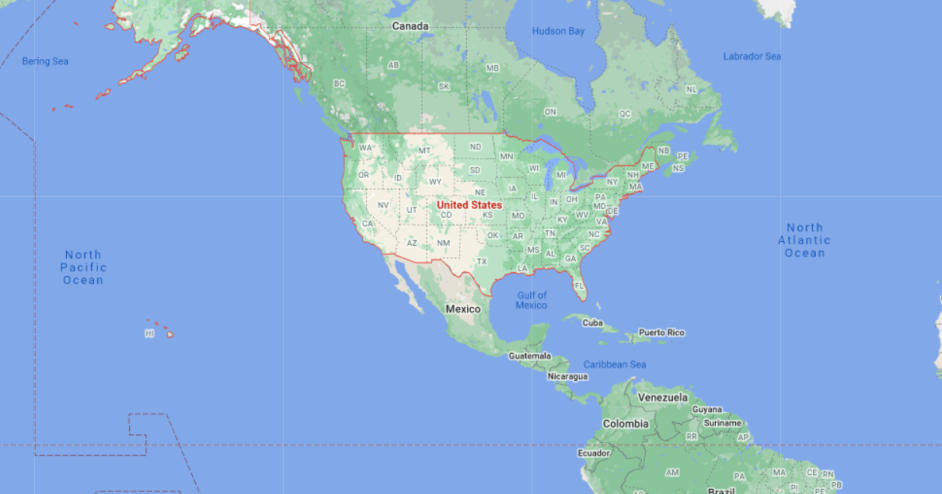 Canada
Hudson Bay
Bering Sea
Labrador Sea
AB
MB
BC
SK
NL
ON
QC
WA
MT
ND
MN
NB
PE
ME
NS
OR
ID
SD
WI
MI
NH
WY
NY
MA
NE
IA
NV
UT
United States
CO
KS
IL
IN
OH
PA
MD
DE
MO
KY
WV
VA
CA
AZ
NM
OK
AR
TN
NC
SC
MS
AL
GA
TX
LA
FL
North
Pacific
Ocean
North
Atlantic
Ocean
Gulf of
Mexico
Mexico
HI
Cuba
Puerto Rico
Guatemala
Caribbean Sea
Nicaragua
Venezuela
Guyana
Colombia
Suriname
RR
AP
Ecuador
AM
PA
MA
CE
RN
PB
PI
PE
Brazil